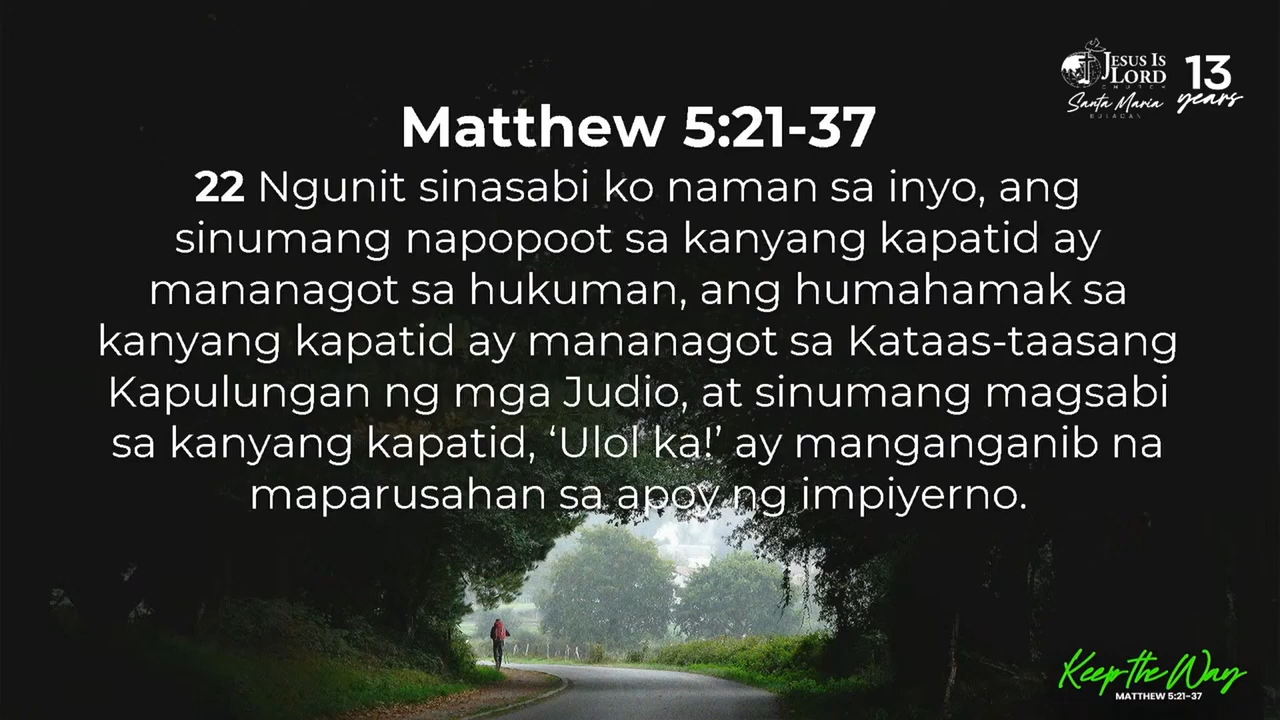 JESUS IS
LORD
CHURCH
Santa Maria
BULACAN
13
years
Matthew 5:21-37
22 Ngunit sinasabi ko naman sa inyo, ang
sinumang napopoot sa kanyang kapatid ay
mananagot sa hukuman, ang humahamak sa
kanyang kapatid ay mananagot sa Kataas-taasang
Kapulungan ng mga Judio, at sinumang magsabi
sa kanyang kapatid, ‘Ulol ka!’ ay manganganib na
maparusahan sa apoy ng impiyerno.
Keep the Way
MATTHEW 5:21-37